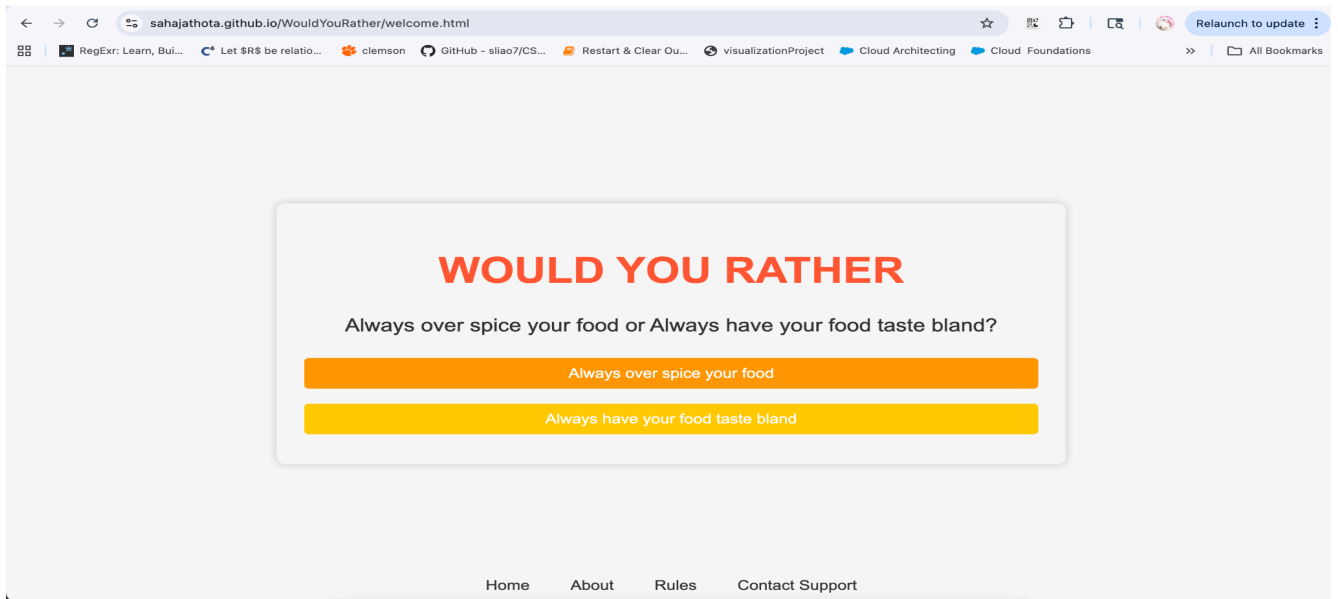 sahajathota.github.io/WouldYouRather/welcome.html Relaunch to update
RegExr: Learn, Bui... Let $R$ be relatio... clemson GitHub - sliao7/CS... Restart & Clear Ou... visualizationProject Cloud Architecting Cloud Foundations >> All Bookmarks
WOULD YOU RATHER
Always over spice your food or Always have your food taste bland?
Always over spice your food
Always have your food taste bland
Home About Rules Contact Support